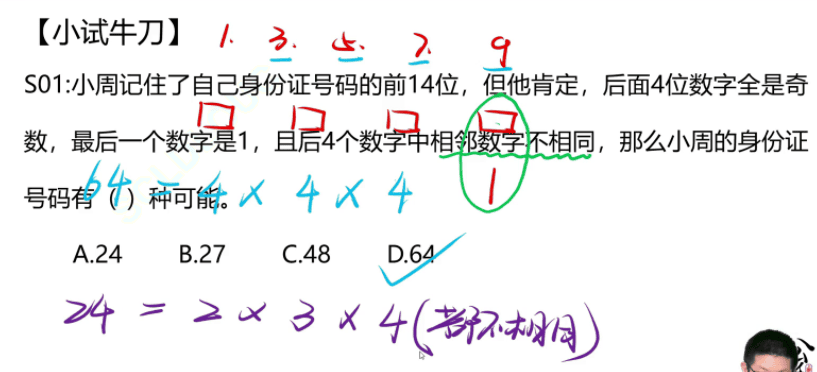 【小试牛刀】 1. 3. 5. 7. 9
S01:小周记住了自己身份证号码的前14位，但他肯定，后面4位数字全是奇
数，最后一个数字是1，且后4个数字中相邻数字不相同，那么小周的身份证
1
号码有（ ）种可能。
64 = 4 × 4 × 4
A.24 B.27 C.48 D.64
24 = 2 × 3 × 4(若不相同)